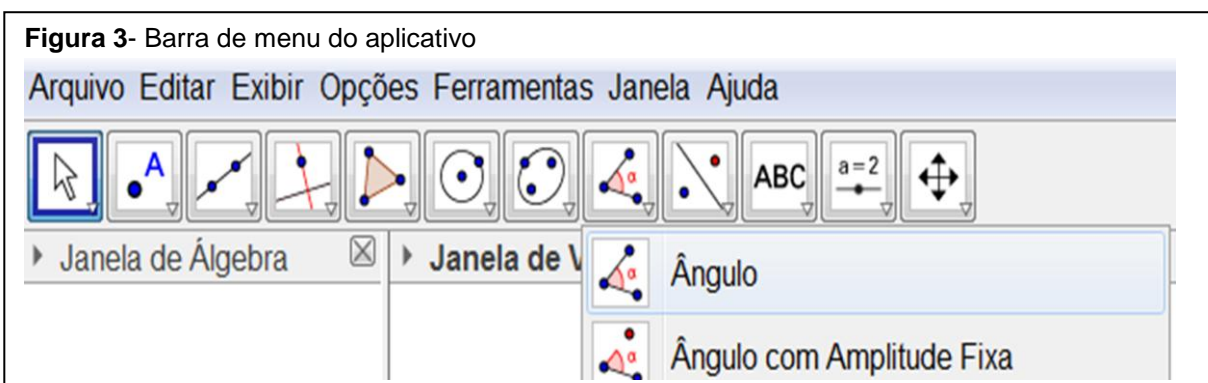 Figura 3- Barra de menu do aplicativo
Arquivo Editar Exibir Opções Ferramentas Janela Ajuda
A ABC a=2
Janela de Álgebra Janela de V
α Ângulo
α Ângulo com Amplitude Fixa